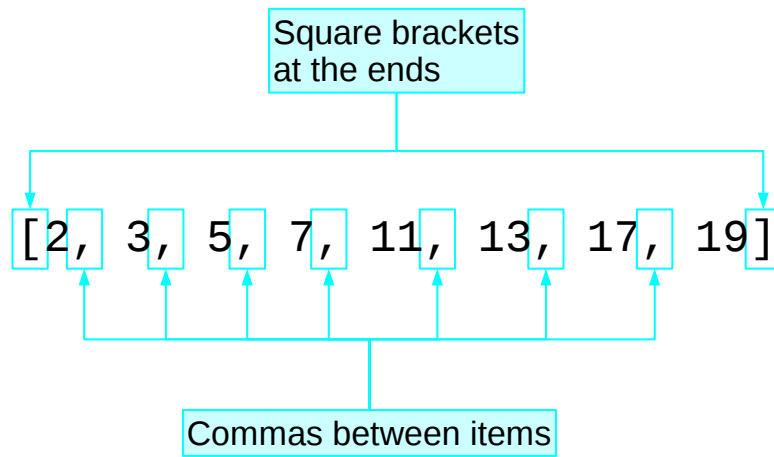 Square brackets
at the ends
[2, 3, 5, 7, 11, 13, 17, 19]
Commas between items